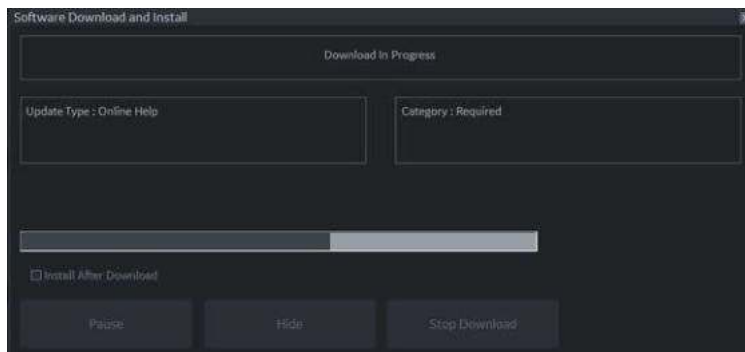 Software Download and Install
Download In Progress
Update Type : Online Help
Category : Required
Install After Download
Pause
Hide
Stop Download